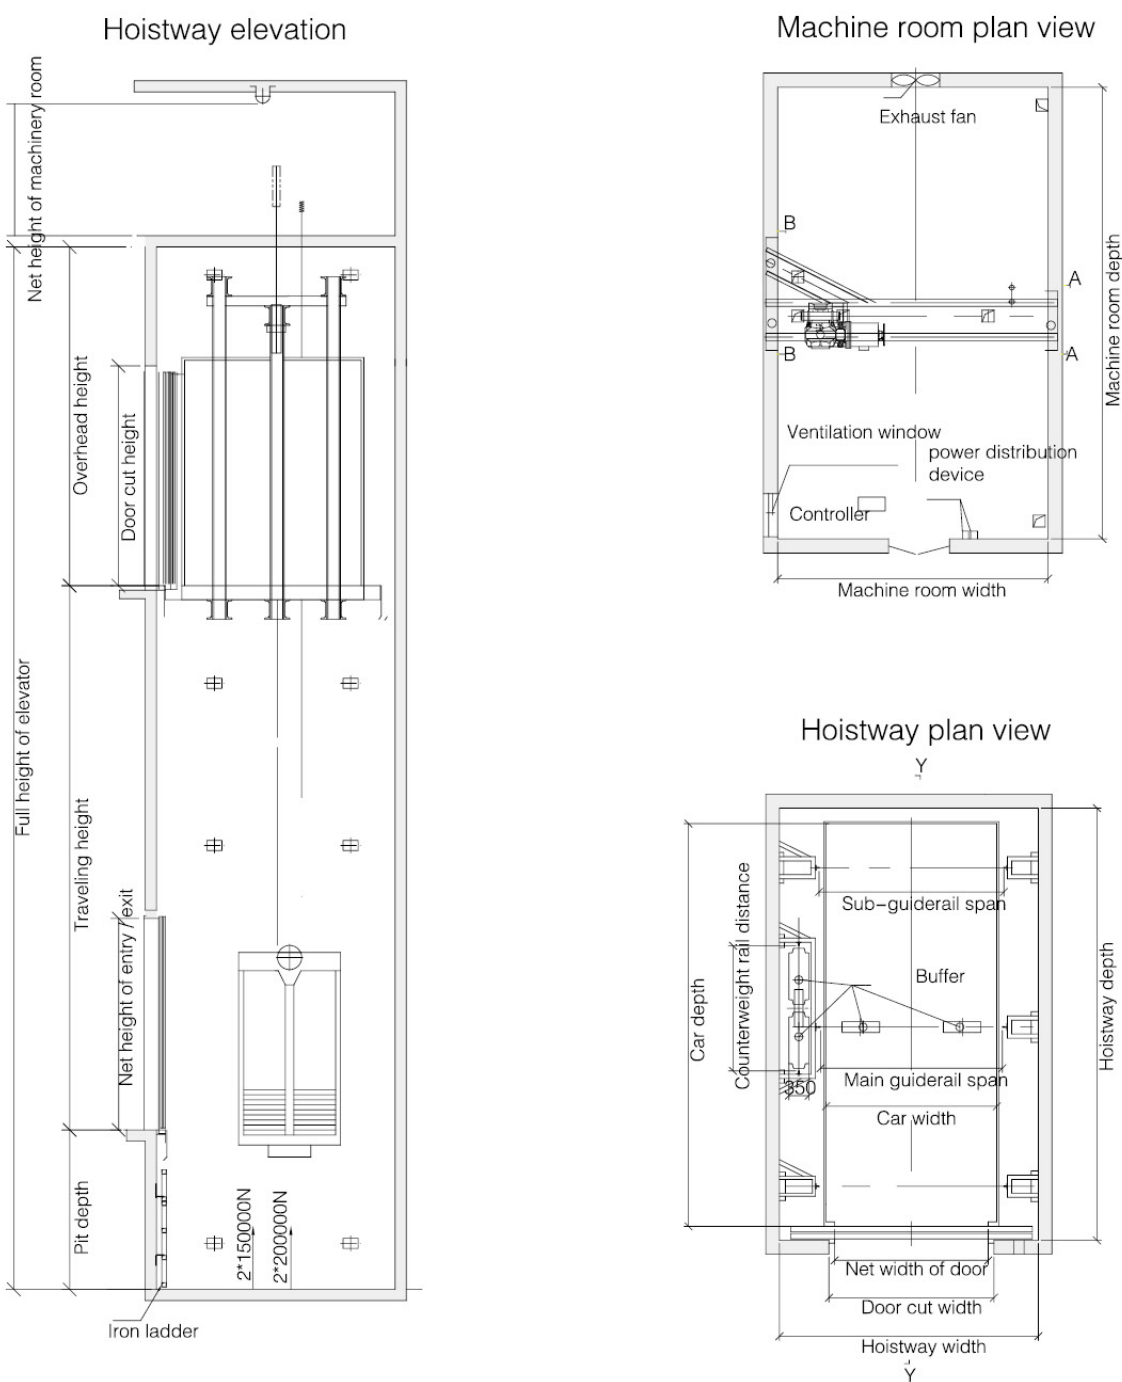 Hoistway elevation
Net height of machinery room
Full height of elevator
Overhead height
Door cut height
Traveling height
Net height of entry / exit
Pit depth
2*150000N
2*200000N
Iron ladder
Machine room plan view
Exhaust fan
B
A
B
A
Machine room depth
Ventilation window
power distribution
device
Controller
Machine room width
Hoistway plan view
Y
Sub-guiderail span
Counterweight rail distance
Car depth
Buffer
Hoistway depth
Main guiderail span
350
Car width
Net width of door
Door cut width
Hoistway width
Y